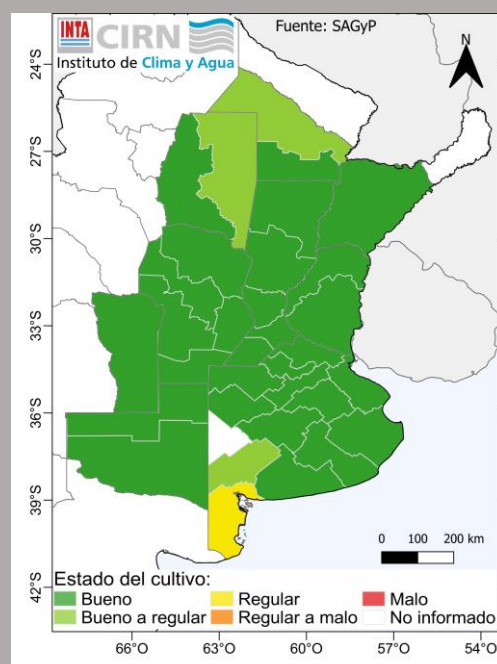 INTA CIRN
Instituto de Clima y Agua
Fuente: SAGyP
N
24°S
27°S
30°S
33°S
36°S
39°S
42°S
0 100 200 km
Estado del cultivo:
Bueno Regular Malo
Bueno a regular Regular a malo No informado
66°O 63°O 60°O 57°O 54°O